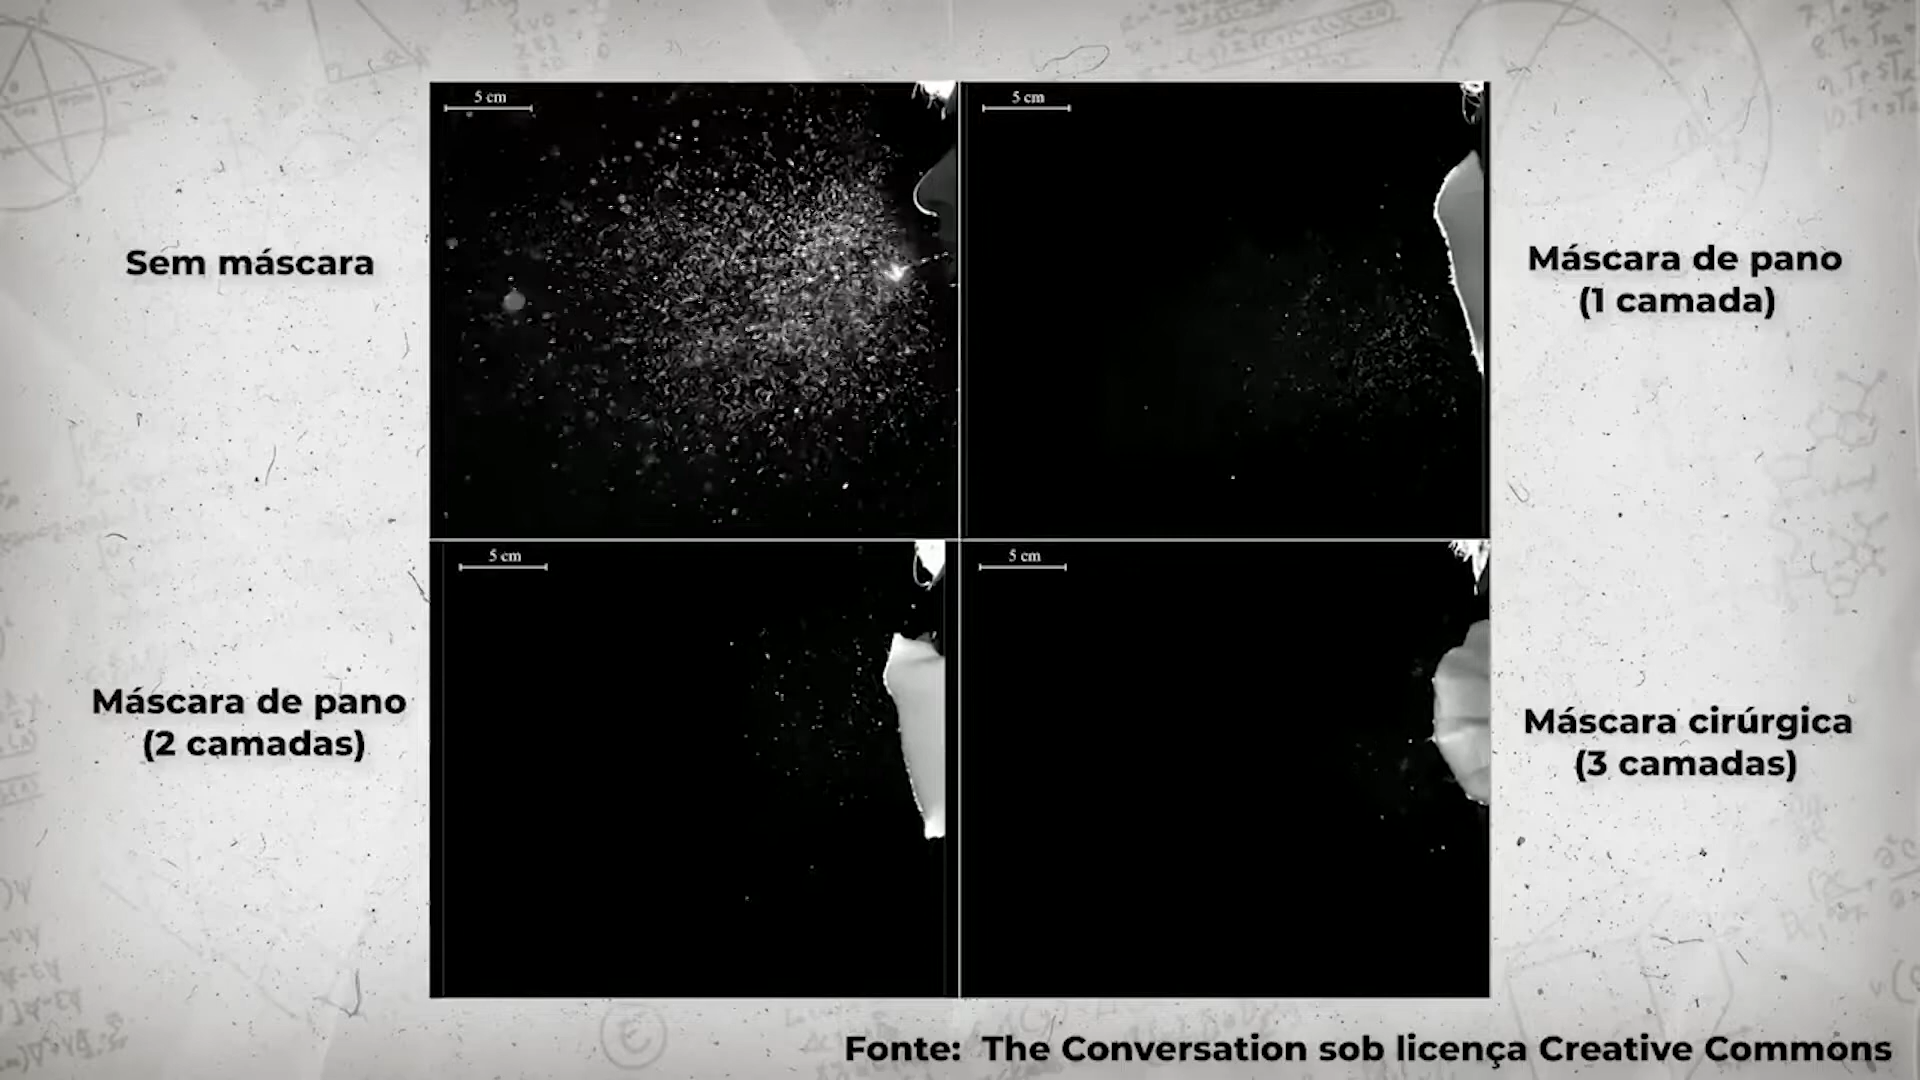 5 cm
5 cm
Sem máscara
Máscara de pano
(1 camada)
5 cm
5 cm
Máscara de pano
(2 camadas)
Máscara cirúrgica
(3 camadas)
Fonte: The Conversation sob licença Creative Commons